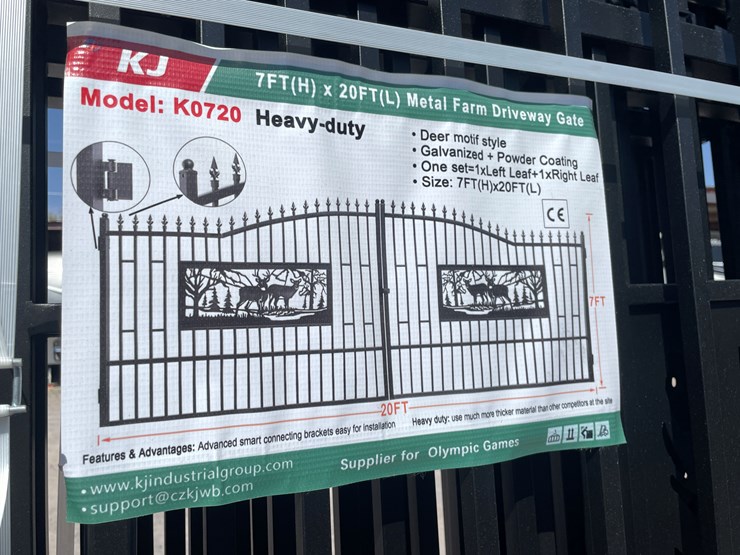 KJ
7FT(H) x 20FT(L) Metal Farm Driveway Gate
Model: K0720 Heavy-duty
• Deer motif style
• Galvanized + Powder Coating
• One set=1xLeft Leaf+1xRight Leaf
• Size: 7FT(H)x20FT(L)
CE
7FT
20FT
Features & Advantages: Advanced smart connecting brackets easy for installation
Heavy duty: use much more thicker material than other competitors at the site
• www.kjindustrialgroup.com
• support@czkjwb.com
Supplier for Olympic Games